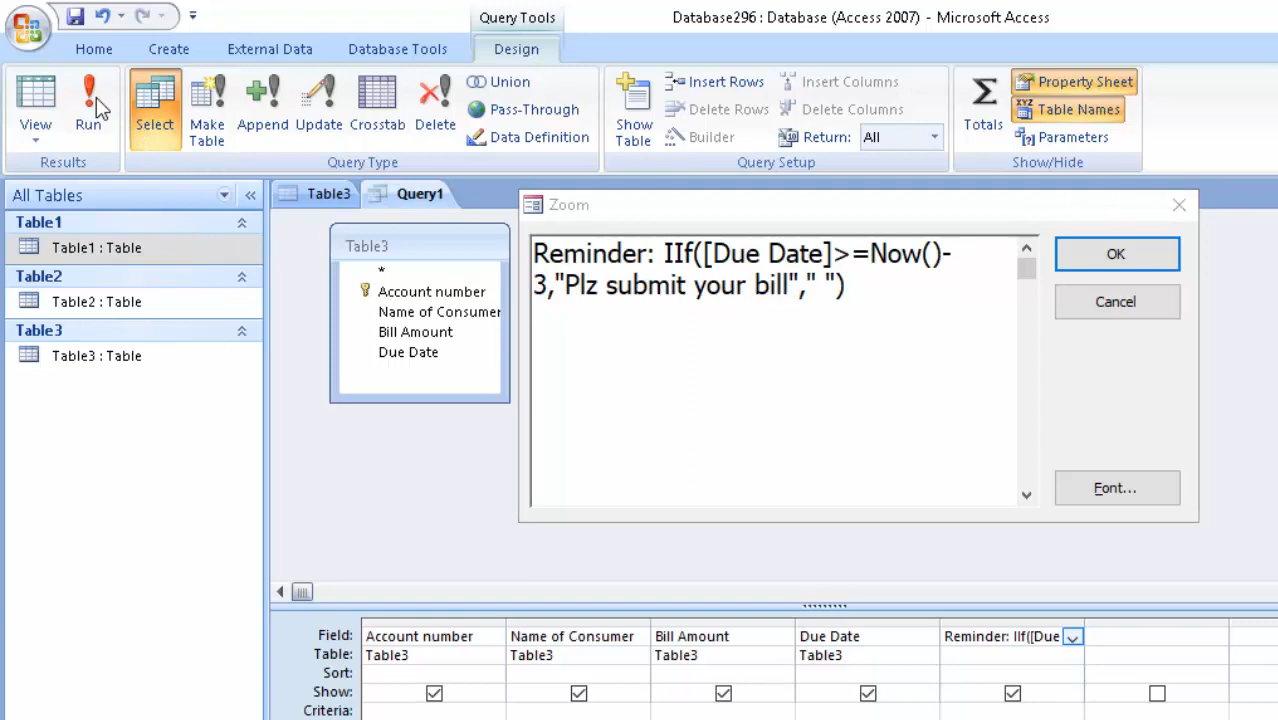 Query Tools
Database296 : Database (Access 2007) - Microsoft Access
Home
Create
External Data
Database Tools
Design
View
Run
Results
Select
Make
Table
Append
Update
Crosstab
Delete
Union
Pass-Through
Data Definition
Query Type
Show
Table
Insert Rows
Delete Rows
Builder
Insert Columns
Delete Columns
Return:
All
Query Setup
Totals
Property Sheet
XYZ
Table Names
[?]
Parameters
Show/Hide
All Tables
Table1
Table1 : Table
Table2
Table2 : Table
Table3
Table3 : Table
Table3
Query1
Table3
*
Account number
Name of Consumer
Bill Amount
Due Date
Zoom
Reminder: IIf([Due Date]>=Now()-
3,"Plz submit your bill"," ")
OK
Cancel
Font...
Field: Account number Name of Consumer Bill Amount Due Date Reminder: IIf([Due
Table: Table3 Table3 Table3 Table3
Sort:
Show:
Criteria: